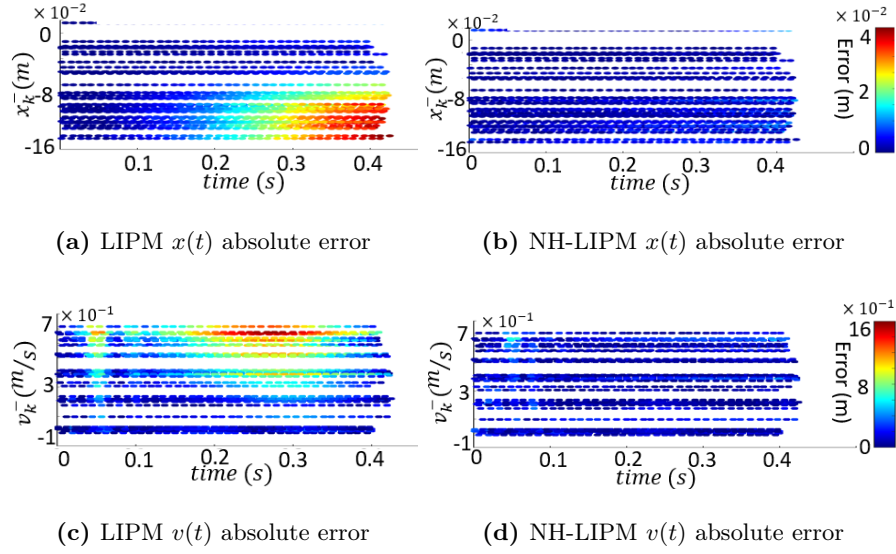 × 10⁻²
0
-8
-16
x_k^-(m)
0.1 0.2 0.3 0.4
time (s)
(a) LIPM x(t) absolute error
× 10⁻²
0
-8
-16
x_k^-(m)
0 0.1 0.2 0.3 0.4
time (s)
(b) NH-LIPM x(t) absolute error
× 10⁻²
4
2
0
Error (m)
× 10⁻¹
7
3
-1
v_k^-(m/s)
0 0.1 0.2 0.3 0.4
time (s)
(c) LIPM v(t) absolute error
× 10⁻¹
7
3
-1
v_k^-(m/s)
0 0.1 0.2 0.3 0.4
time (s)
(d) NH-LIPM v(t) absolute error
× 10⁻¹
16
8
0
Error (m)